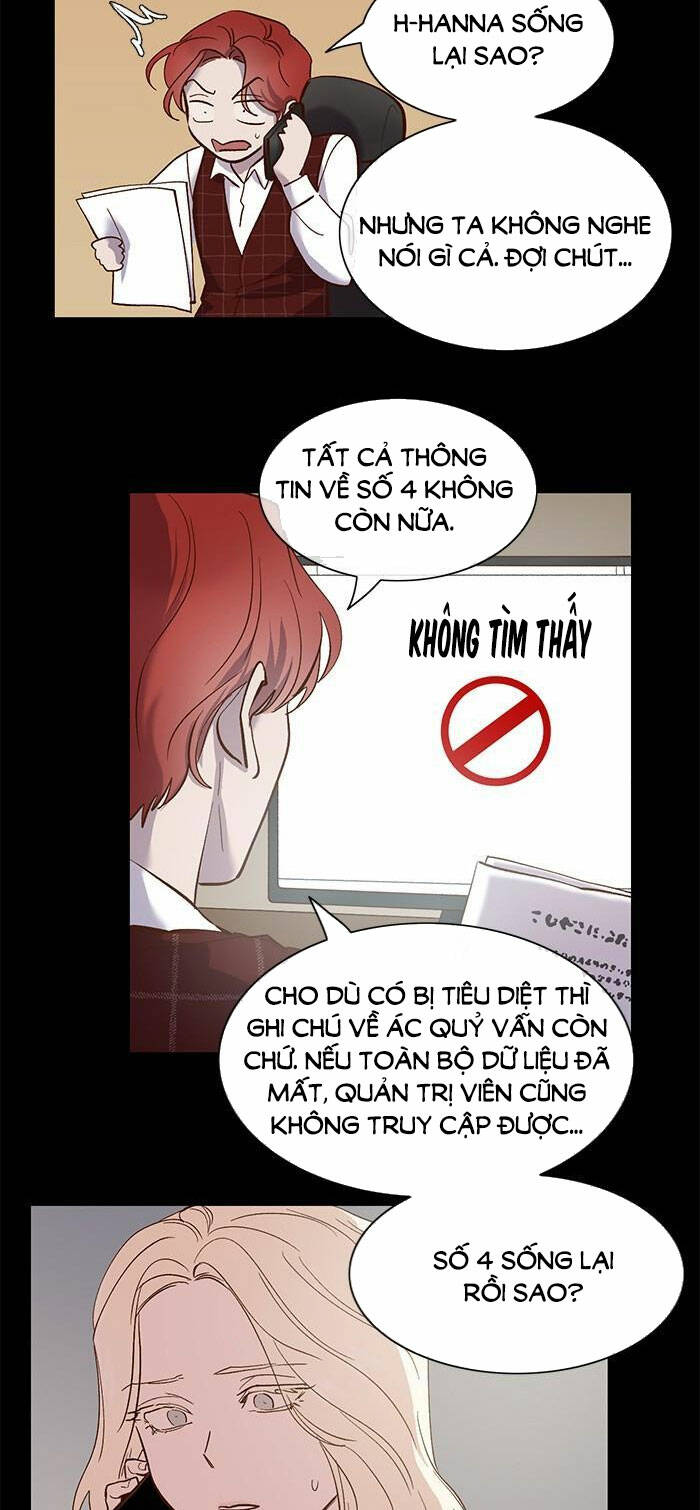 H-HANNA SỐNG
LẠI SAO?
NHƯNG TA KHÔNG NGHE
NÓI GÌ CẢ. ĐỢI CHÚT...
TẤT CẢ THÔNG
TIN VỀ SỐ 4 KHÔNG
CÒN NỮA.
KHÔNG TÌM THẤY
CHO DÙ CÓ BỊ TIÊU DIỆT THÌ
GHI CHÚ VỀ ÁC QUỶ VẪN CÒN
CHỨ. NẾU TOÀN BỘ DỮ LIỆU ĐÃ
MẤT, QUẢN TRỊ VIÊN CŨNG
KHÔNG TRUY CẬP ĐƯỢC...
SỐ 4 SỐNG LẠI
RỒI SAO?